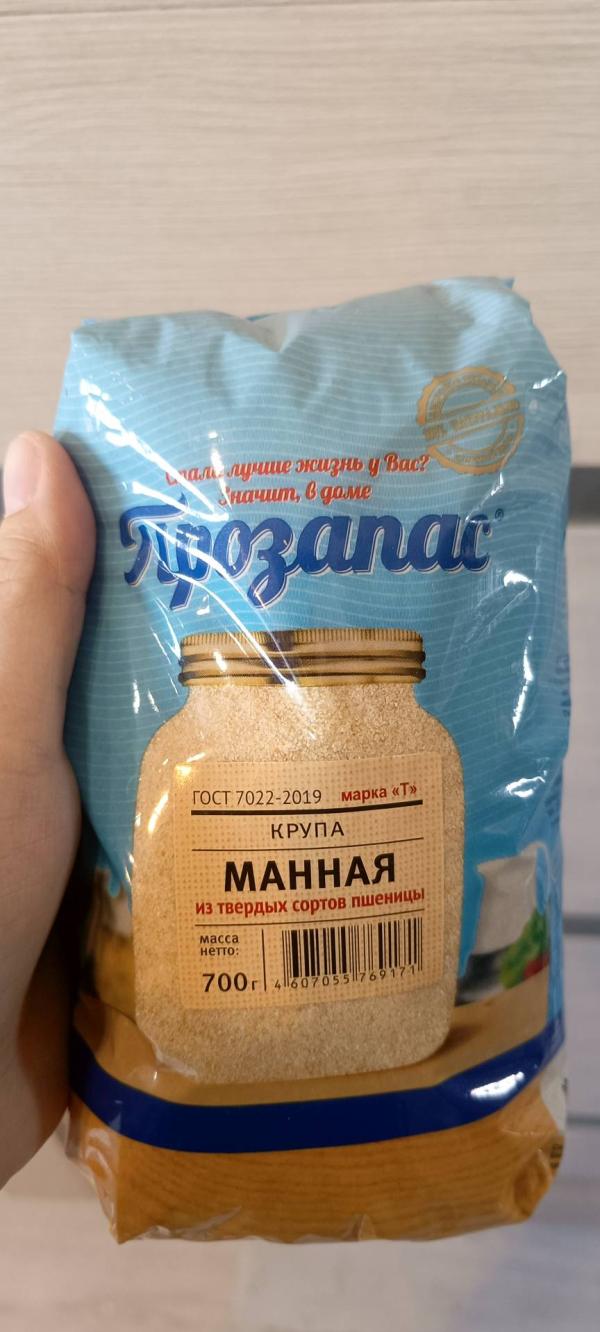 Стало лучше жизнь у Вас?
Значит, в доме
Прозапас®
ГОСТ 7022-2019 марка «Т»
КРУПА
МАННАЯ
из твердых сортов пшеницы
масса
нетто:
700 г
4 607055 769171